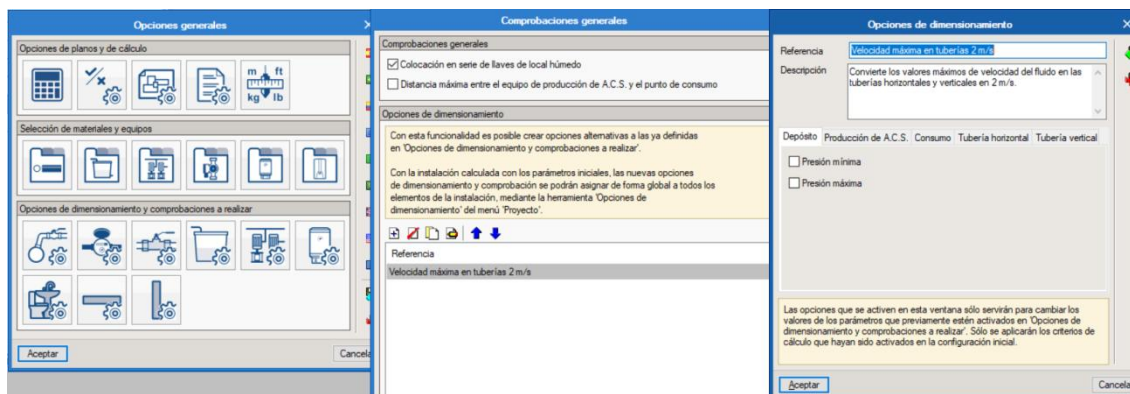 Opciones generales
Opciones de planos y de cálculo
m ft
kg lb
Selección de materiales y equipos
Opciones de dimensionamiento y comprobaciones a realizar
Aceptar
Cancela
Comprobaciones generales
Comprobaciones generales
Colocación en serie de llaves de local húmedo
Distancia máxima entre el equipo de producción de A.C.S. y el punto de consumo
Opciones de dimensionamiento
Con esta funcionalidad es posible crear opciones alternativas a las ya definidas
en 'Opciones de dimensionamiento y comprobaciones a realizar'.
Con la instalación calculada con los parámetros iniciales, las nuevas opciones
de dimensionamiento y comprobación se podrán asignar de forma global a todos los
elementos de la instalación, mediante la herramienta 'Opciones de
dimensionamiento' del menú 'Proyecto'.
Referencia
Velocidad máxima en tuberías 2 m/s
Opciones de dimensionamiento
Referencia Velocidad máxima en tuberías 2 m/s
Descripción Convierte los valores máximos de velocidad del fluido en las
tuberías horizontales y verticales en 2 m/s.
Depósito Producción de A.C.S. Consumo Tubería horizontal Tubería vertical
Presión mínima
Presión máxima
Las opciones que se activen en esta ventana sólo servirán para cambiar los
valores de los parámetros que previamente estén activados en 'Opciones de
dimensionamiento y comprobaciones a realizar'. Sólo se aplicarán los criterios de
cálculo que hayan sido activados en la configuración inicial.
Aceptar
Cancela